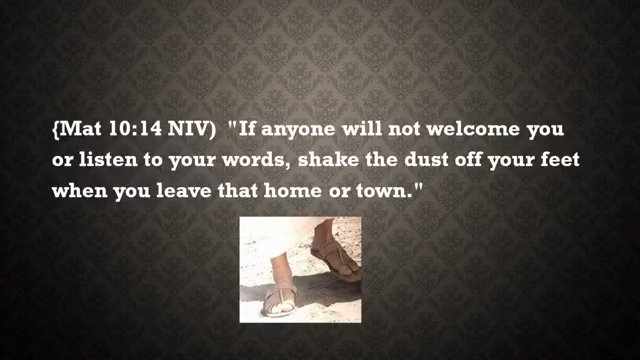 {Mat 10:14 NIV)  "If anyone will not welcome you
or listen to your words, shake the dust off your feet
when you leave that home or town."